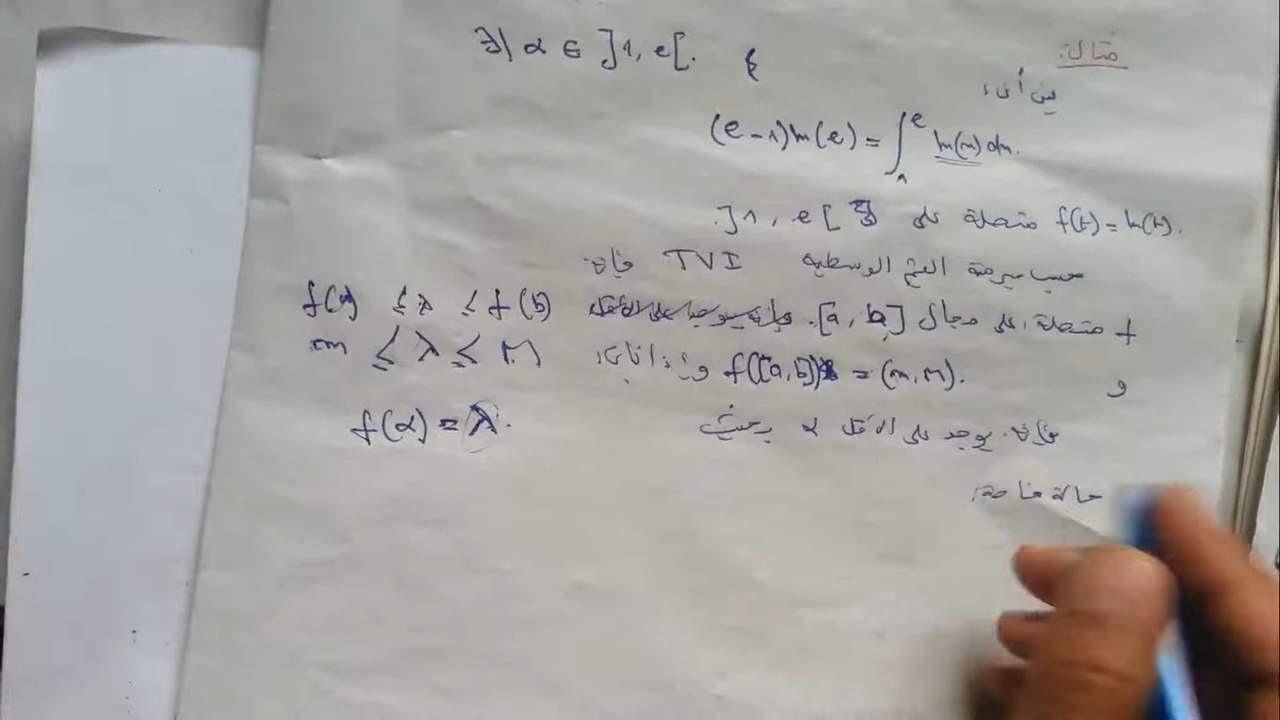 مثال:
بين أن:
∃! α ∈ ]1, e[. ξ
(e-1)ln(e) = ∫₁ᵉ ln(x) dx.
f(t) = ln(t). متصلة على ]1, e[.
حسب مبرهنة القيم الوسطية TVI فإن
f متصلة على مجال [a, b]. f(a) ≤ λ ≤ f(b)
و f([a,b]) = (m, M). m ≤ λ ≤ M
فإنه يوجد على الأقل α بحيث f(α) = λ.
حالة خاصة: